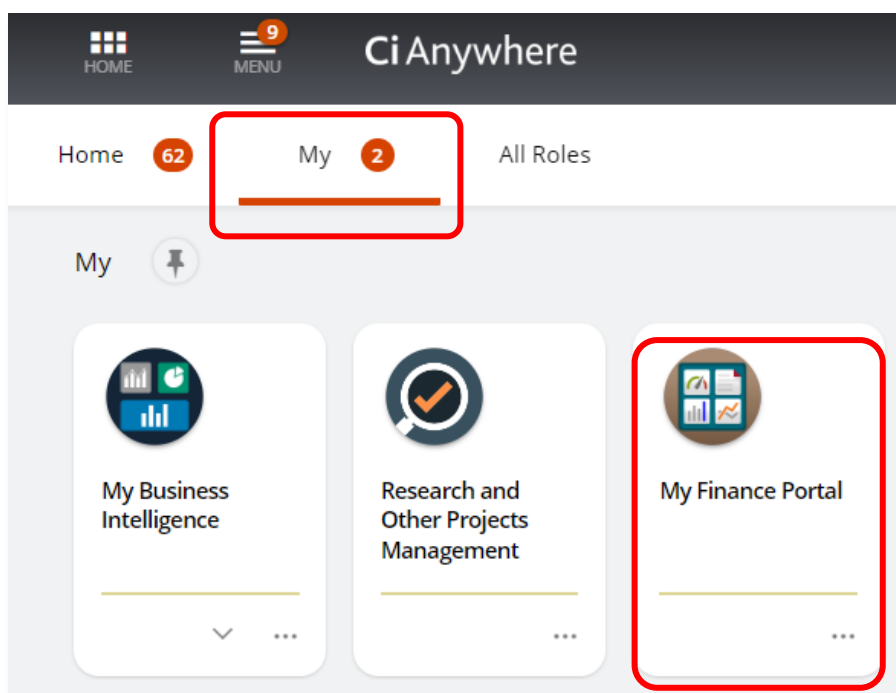 9
HOME
MENU
Ci Anywhere
Home 62
My 2
All Roles
My
My Business
Intelligence
Research and
Other Projects
Management
My Finance Portal